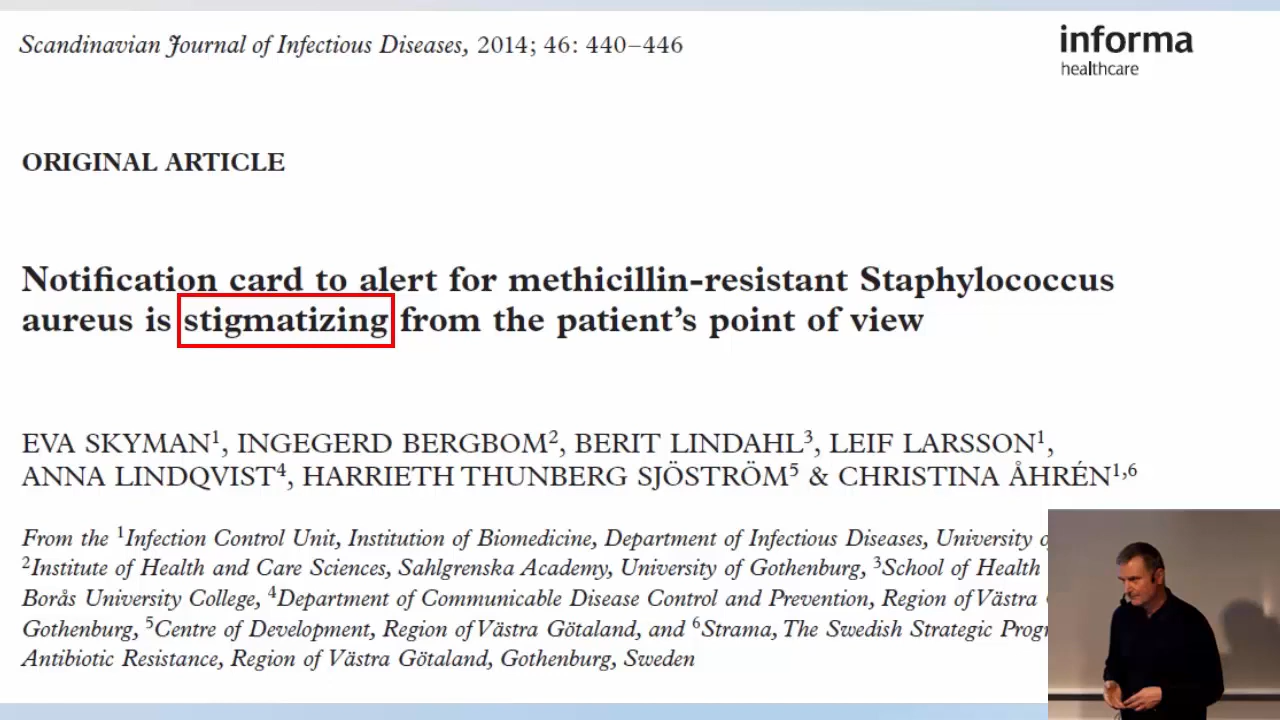 Scandinavian Journal of Infectious Diseases, 2014; 46: 440–446
informa
healthcare
ORIGINAL ARTICLE
Notification card to alert for methicillin-resistant Staphylococcus
aureus is stigmatizing from the patient’s point of view
EVA SKYMAN¹, INGEGERD BERGBOM², BERIT LINDAHL³, LEIF LARSSON¹,
ANNA LINDQVIST⁴, HARRIETH THUNBERG SJÖSTRÖM⁵ & CHRISTINA ÅHRÉN¹,⁶
From the ¹Infection Control Unit, Institution of Biomedicine, Department of Infectious Diseases, University
²Institute of Health and Care Sciences, Sahlgrenska Academy, University of Gothenburg, ³School of Health
Borås University College, ⁴Department of Communicable Disease Control and Prevention, Region of Västra
Gothenburg, ⁵Centre of Development, Region of Västra Götaland, and ⁶Strama, The Swedish Strategic
Antibiotic Resistance, Region of Västra Götaland, Gothenburg, Sweden